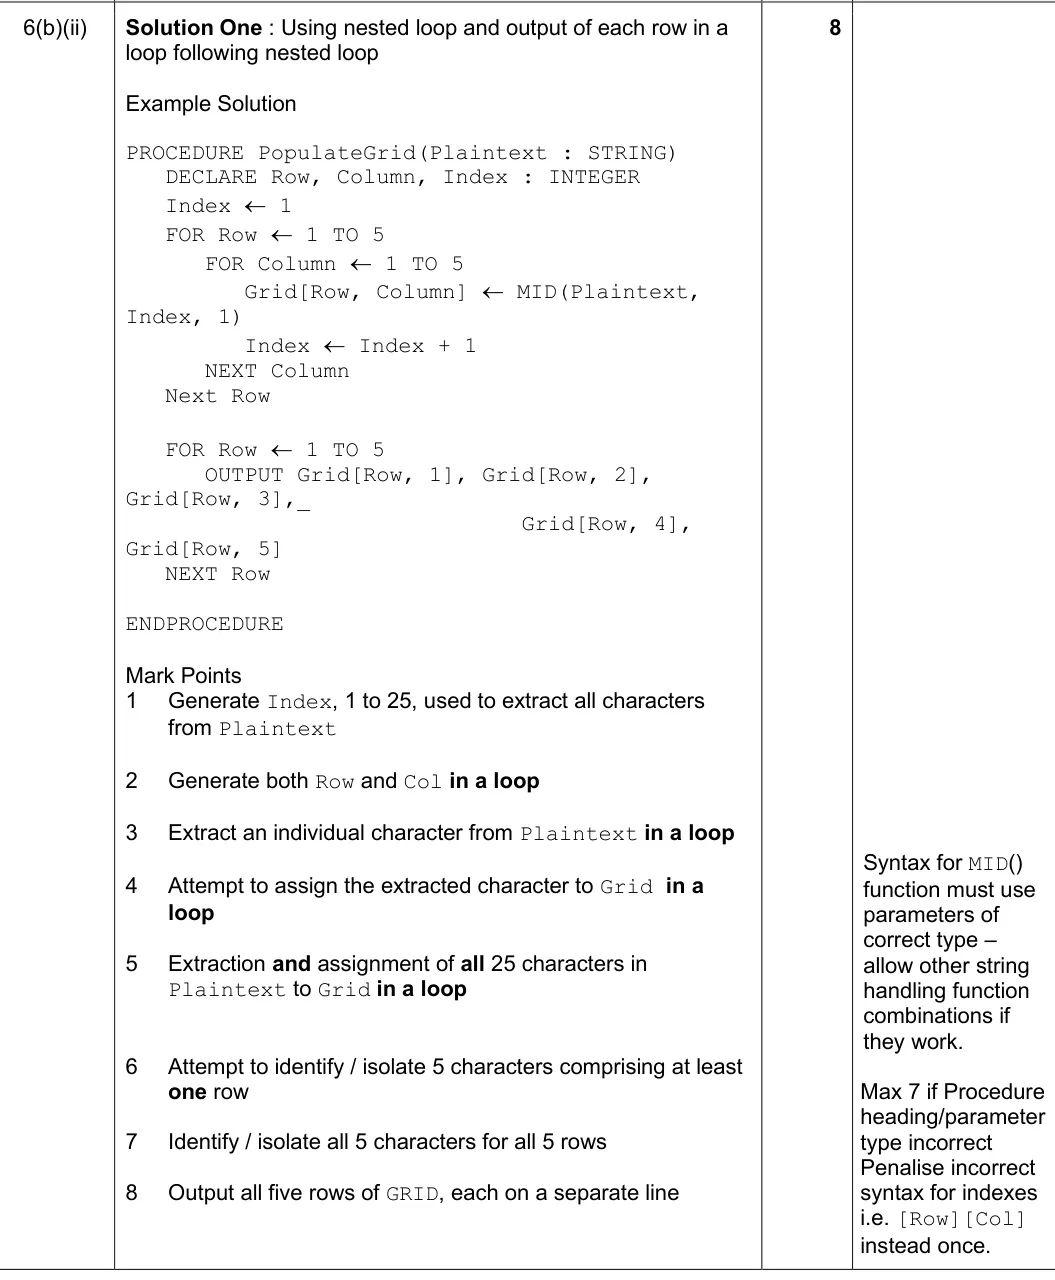 6(b)(ii)
Solution One : Using nested loop and output of each row in a
loop following nested loop
8
Example Solution
PROCEDURE PopulateGrid(Plaintext : STRING)
DECLARE Row, Column, Index : INTEGER
Index ← 1
FOR Row ← 1 TO 5
FOR Column ← 1 TO 5
Grid[Row, Column] ← MID(Plaintext,
Index, 1)
Index ← Index + 1
NEXT Column
Next Row
FOR Row ← 1 TO 5
OUTPUT Grid[Row, 1], Grid[Row, 2],
Grid[Row, 3],_
Grid[Row, 4],
Grid[Row, 5]
NEXT Row
ENDPROCEDURE
Mark Points
1 Generate Index, 1 to 25, used to extract all characters
from Plaintext
2 Generate both Row and Col in a loop
3 Extract an individual character from Plaintext in a loop
4 Attempt to assign the extracted character to Grid in a
loop
5 Extraction and assignment of all 25 characters in
Plaintext to Grid in a loop
6 Attempt to identify / isolate 5 characters comprising at least
one row
7 Identify / isolate all 5 characters for all 5 rows
8 Output all five rows of GRID, each on a separate line
Syntax for MID()
function must use
parameters of
correct type –
allow other string
handling function
combinations if
they work.
Max 7 if Procedure
heading/parameter
type incorrect
Penalise incorrect
syntax for indexes
i.e. [Row][Col]
instead once.